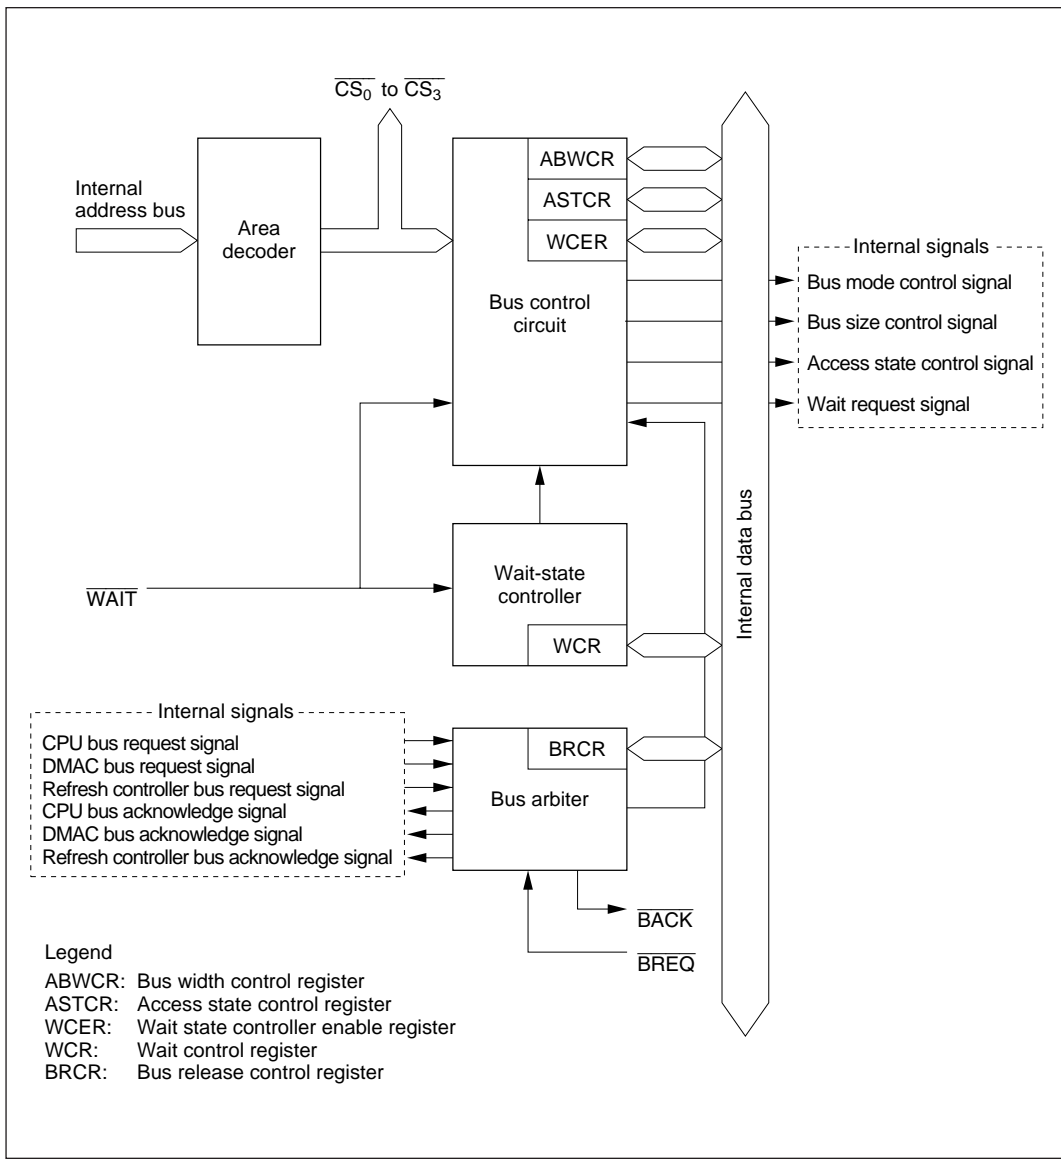 CS0 to CS3
Internal
address bus
Area
decoder
ABWCR
ASTCR
WCER
Bus control
circuit
Internal signals
Bus mode control signal
Bus size control signal
Access state control signal
Wait request signal
Internal data bus
WAIT
Wait-state
controller
WCR
Internal signals
CPU bus request signal
DMAC bus request signal
Refresh controller bus request signal
CPU bus acknowledge signal
DMAC bus acknowledge signal
Refresh controller bus acknowledge signal
BRCR
Bus arbiter
BACK
BREQ
Legend
ABWCR: Bus width control register
ASTCR: Access state control register
WCER: Wait state controller enable register
WCR: Wait control register
BRCR: Bus release control register